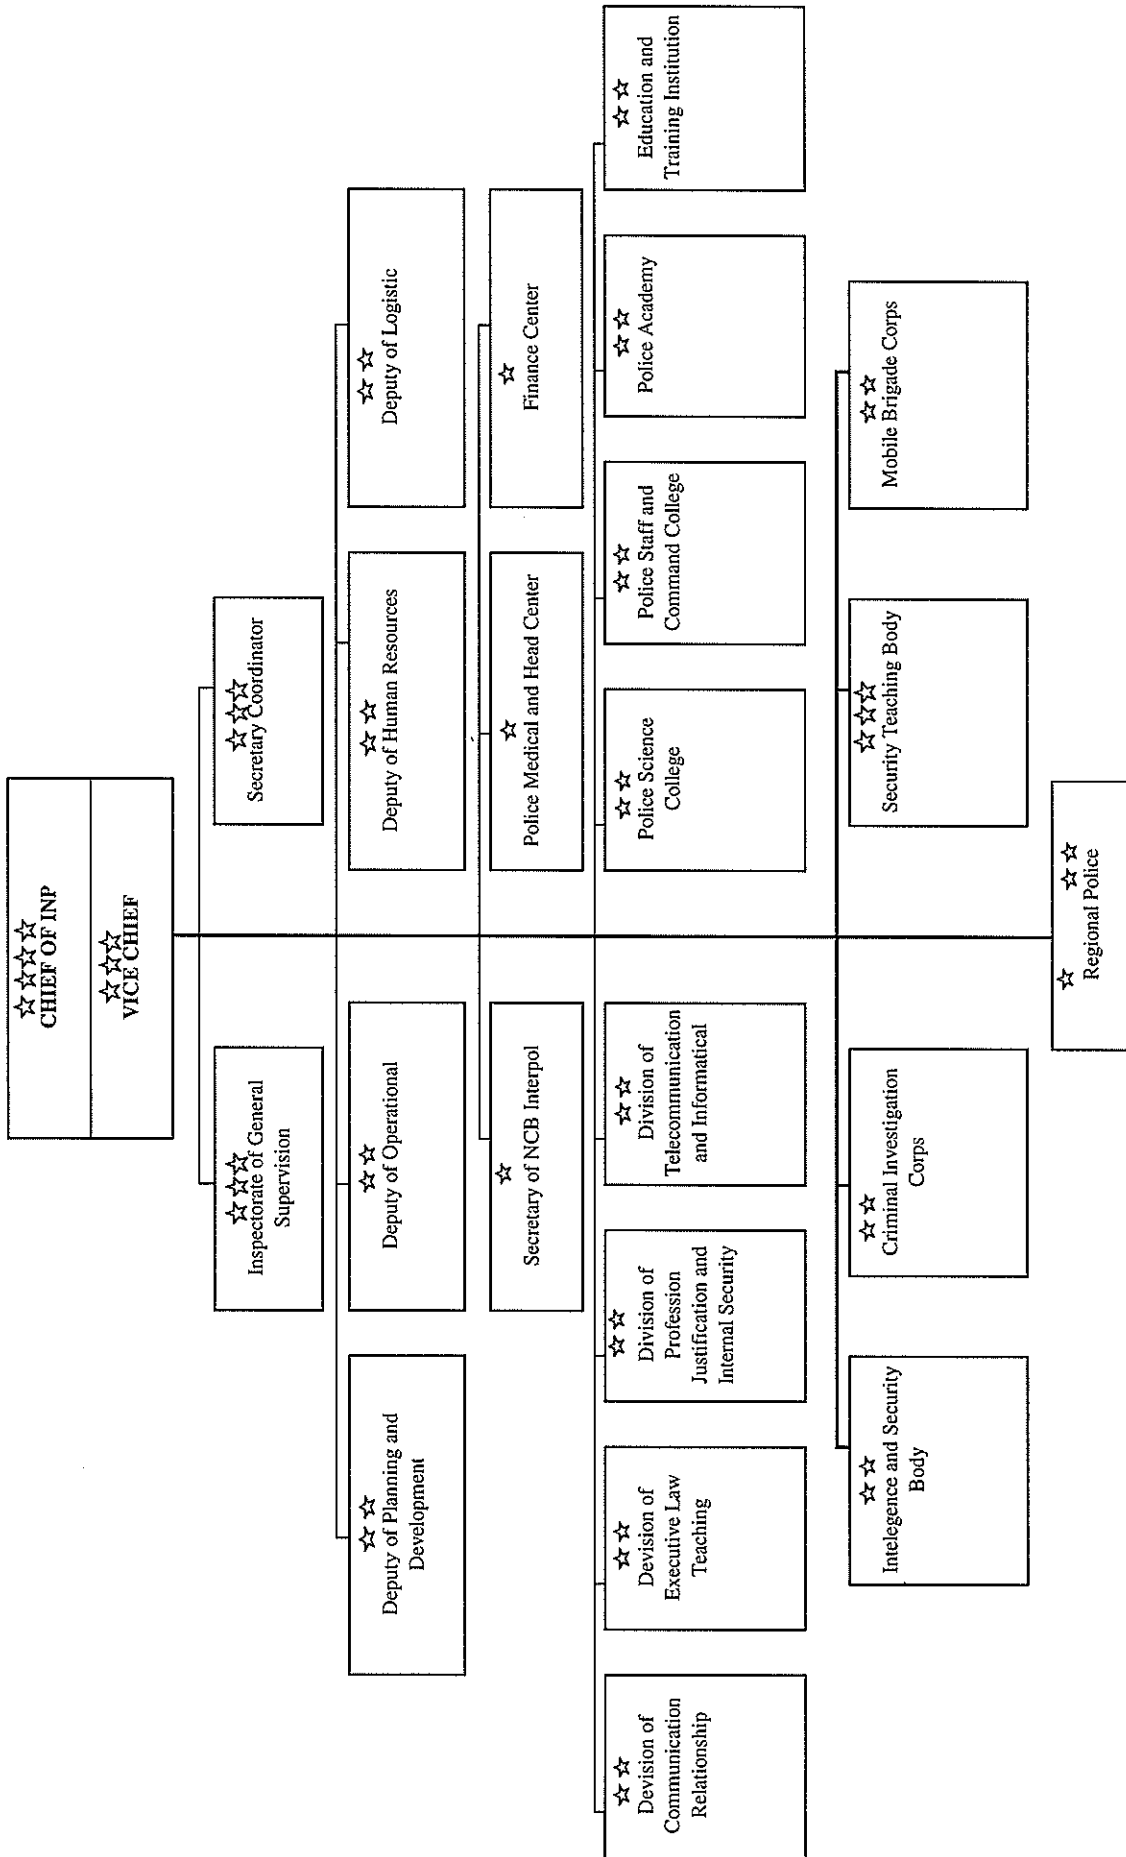 ☆☆☆☆
CHIEF OF INP
☆☆☆
VICE CHIEF
☆☆☆
Inspectorate of General
Supervision
☆☆☆
Secretary Coordinator
☆☆
Deputy of Planning and
Development
☆☆
Deputy of Operational
☆☆
Deputy of Human Resources
☆☆
Deputy of Logistic
☆
Secretary of NCB Interpol
☆
Police Medical and Head Center
☆
Finance Center
☆☆
Devision of
Communication
Relationship
☆☆
Devision of
Executive Law
Teaching
☆☆
Division of
Profession
Justification and
Internal Security
☆☆
Division of
Telecommunication
and Informatical
☆☆
Police Science
College
☆☆
Police Staff and
Command College
☆☆
Police Academy
☆☆
Education and
Training Institution
☆☆
Intelegence and Security
Body
☆☆
Criminal Investigation
Corps
☆☆☆
Security Teaching Body
☆☆
Mobile Brigade Corps
☆ ☆☆
Regional Police